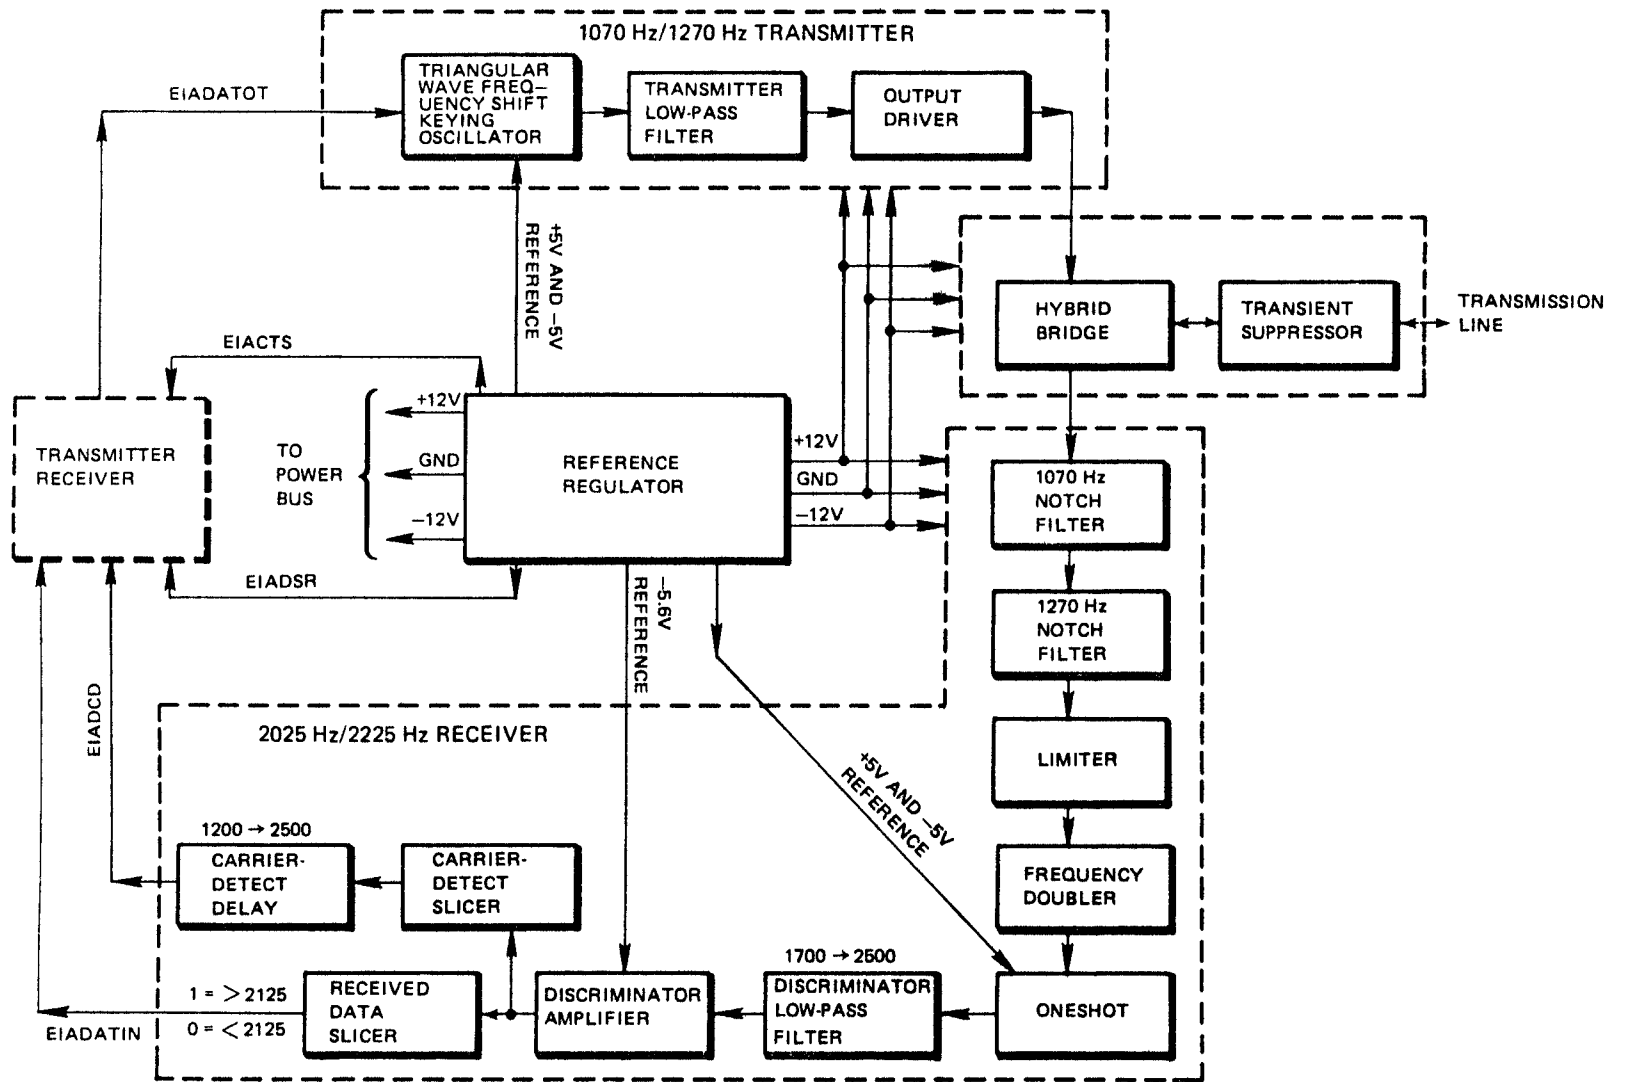 1070 Hz/1270 Hz TRANSMITTER
TRIANGULAR
WAVE FREQ–
UENCY SHIFT
KEYING
OSCILLATOR
TRANSMITTER
LOW-PASS
FILTER
OUTPUT
DRIVER
EIADATOT
+5V AND –5V
REFERENCE
HYBRID
BRIDGE
TRANSIENT
SUPPRESSOR
TRANSMISSION
LINE
EIACTS
TRANSMITTER
RECEIVER
TO
POWER
BUS
+12V
GND
–12V
REFERENCE
REGULATOR
+12V
GND
–12V
1070 Hz
NOTCH
FILTER
EIADSR
–5.6V
REFERENCE
1270 Hz
NOTCH
FILTER
EIADCD
2025 Hz/2225 Hz RECEIVER
+5V AND –5V
REFERENCE
LIMITER
1200 → 2500
CARRIER-
DETECT
DELAY
CARRIER-
DETECT
SLICER
FREQUENCY
DOUBLER
1 = > 2125
0 = < 2125
EIADATIN
RECEIVED
DATA
SLICER
DISCRIMINATOR
AMPLIFIER
1700 → 2500
DISCRIMINATOR
LOW-PASS
FILTER
ONESHOT